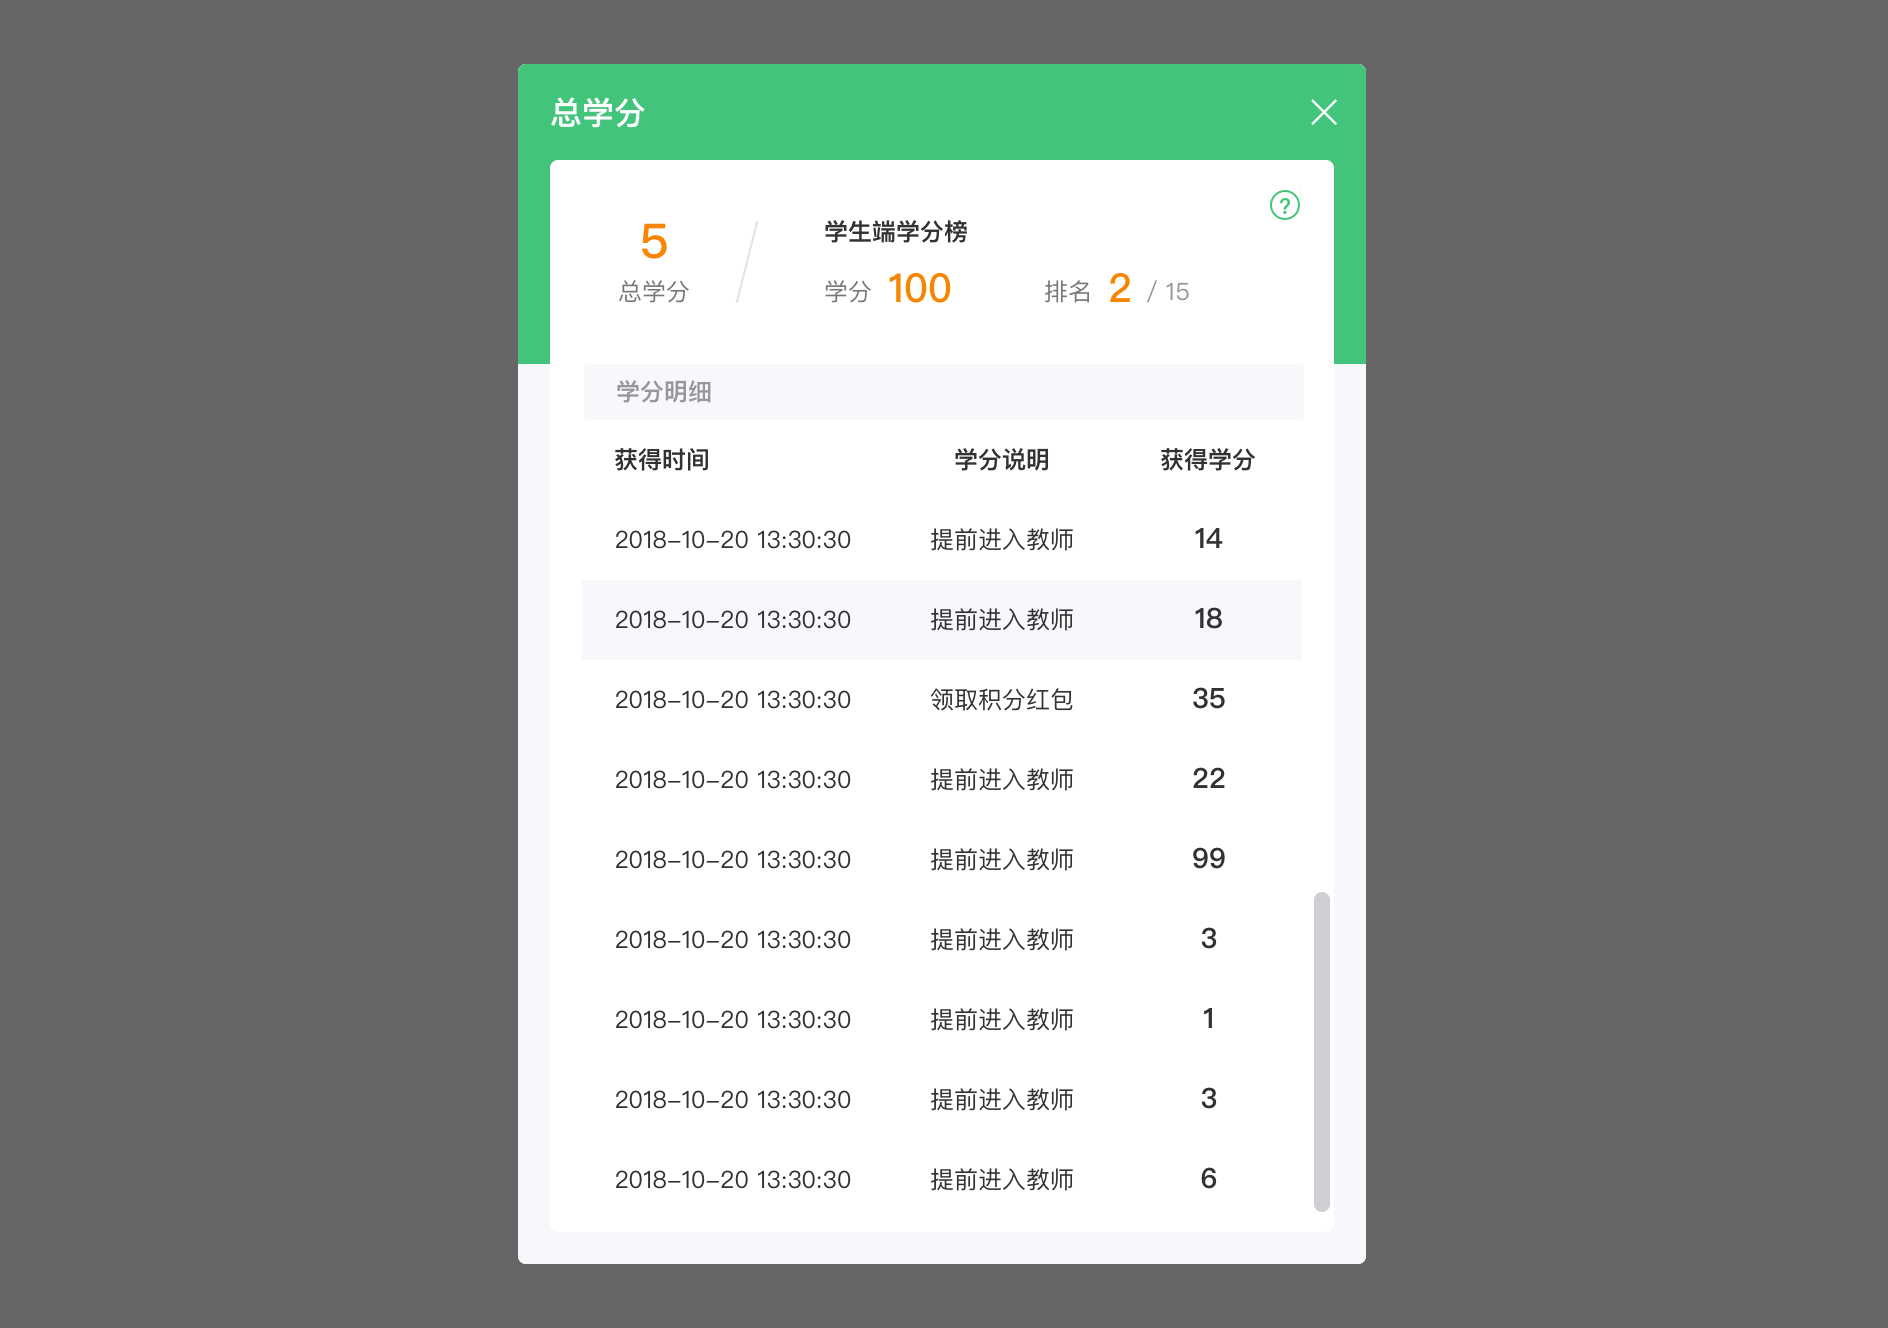 总学分
5
总学分
学生端学分榜
?
学分 100 排名 2 / 15
学分明细
获得时间 学分说明 获得学分
2018-10-20 13:30:30 提前进入教师 14
2018-10-20 13:30:30 提前进入教师 18
2018-10-20 13:30:30 领取积分红包 35
2018-10-20 13:30:30 提前进入教师 22
2018-10-20 13:30:30 提前进入教师 99
2018-10-20 13:30:30 提前进入教师 3
2018-10-20 13:30:30 提前进入教师 1
2018-10-20 13:30:30 提前进入教师 3
2018-10-20 13:30:30 提前进入教师 6